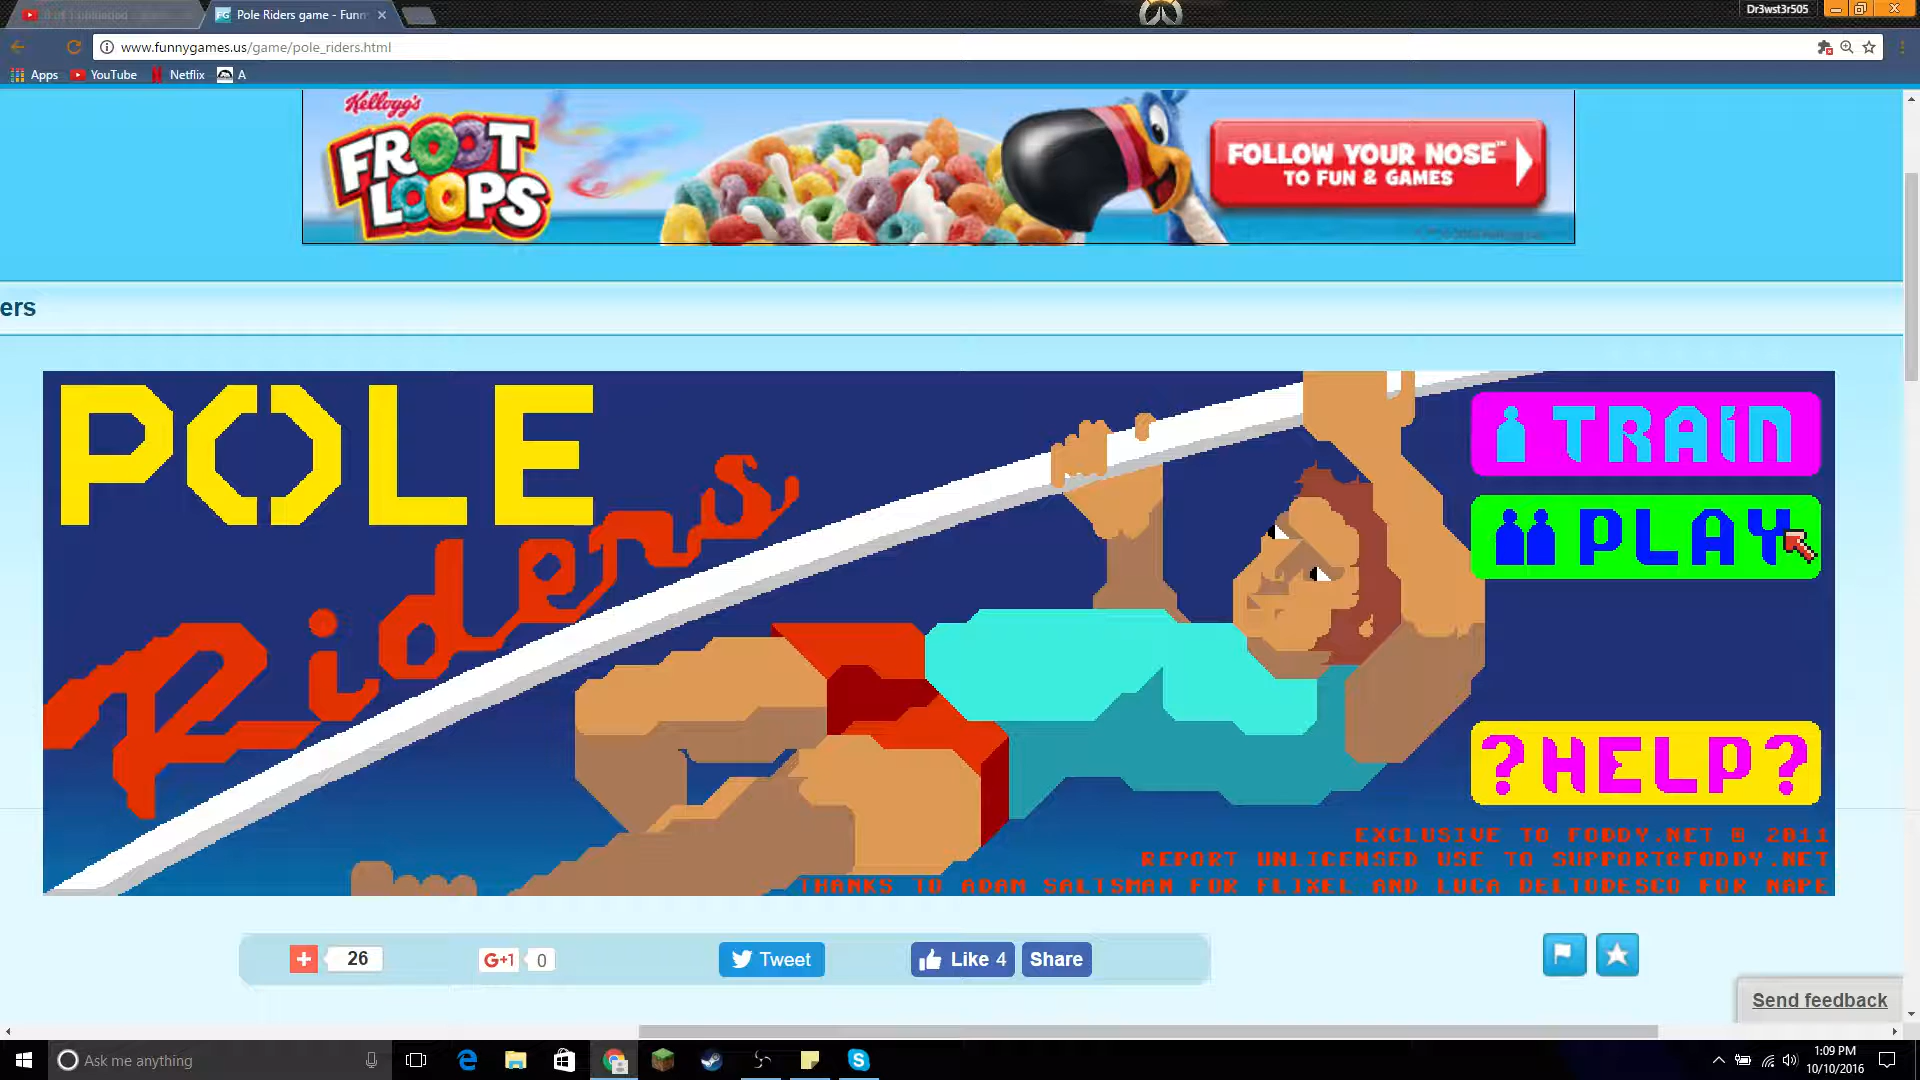 Pole Riders game - Funn
Dr3wst3r505
www.funnygames.us/game/pole_riders.html
Apps YouTube Netflix A
Kellogg's
FROOT LOOPS
FOLLOW YOUR NOSE™
TO FUN & GAMES
ers
POLE
Riders
TRAIN
PLAY
?HELP?
EXCLUSIVE TO FODDY.NET © 2011
REPORT UNLICENSED USE TO SUPPORT@FODDY.NET
THANKS TO ADAM SALTSMAN FOR FLIXEL AND LUCA DELTODESCO FOR NAPE
26 G+1 0 Tweet Like 4 Share
Send feedback
Ask me anything
1:09 PM
10/10/2016